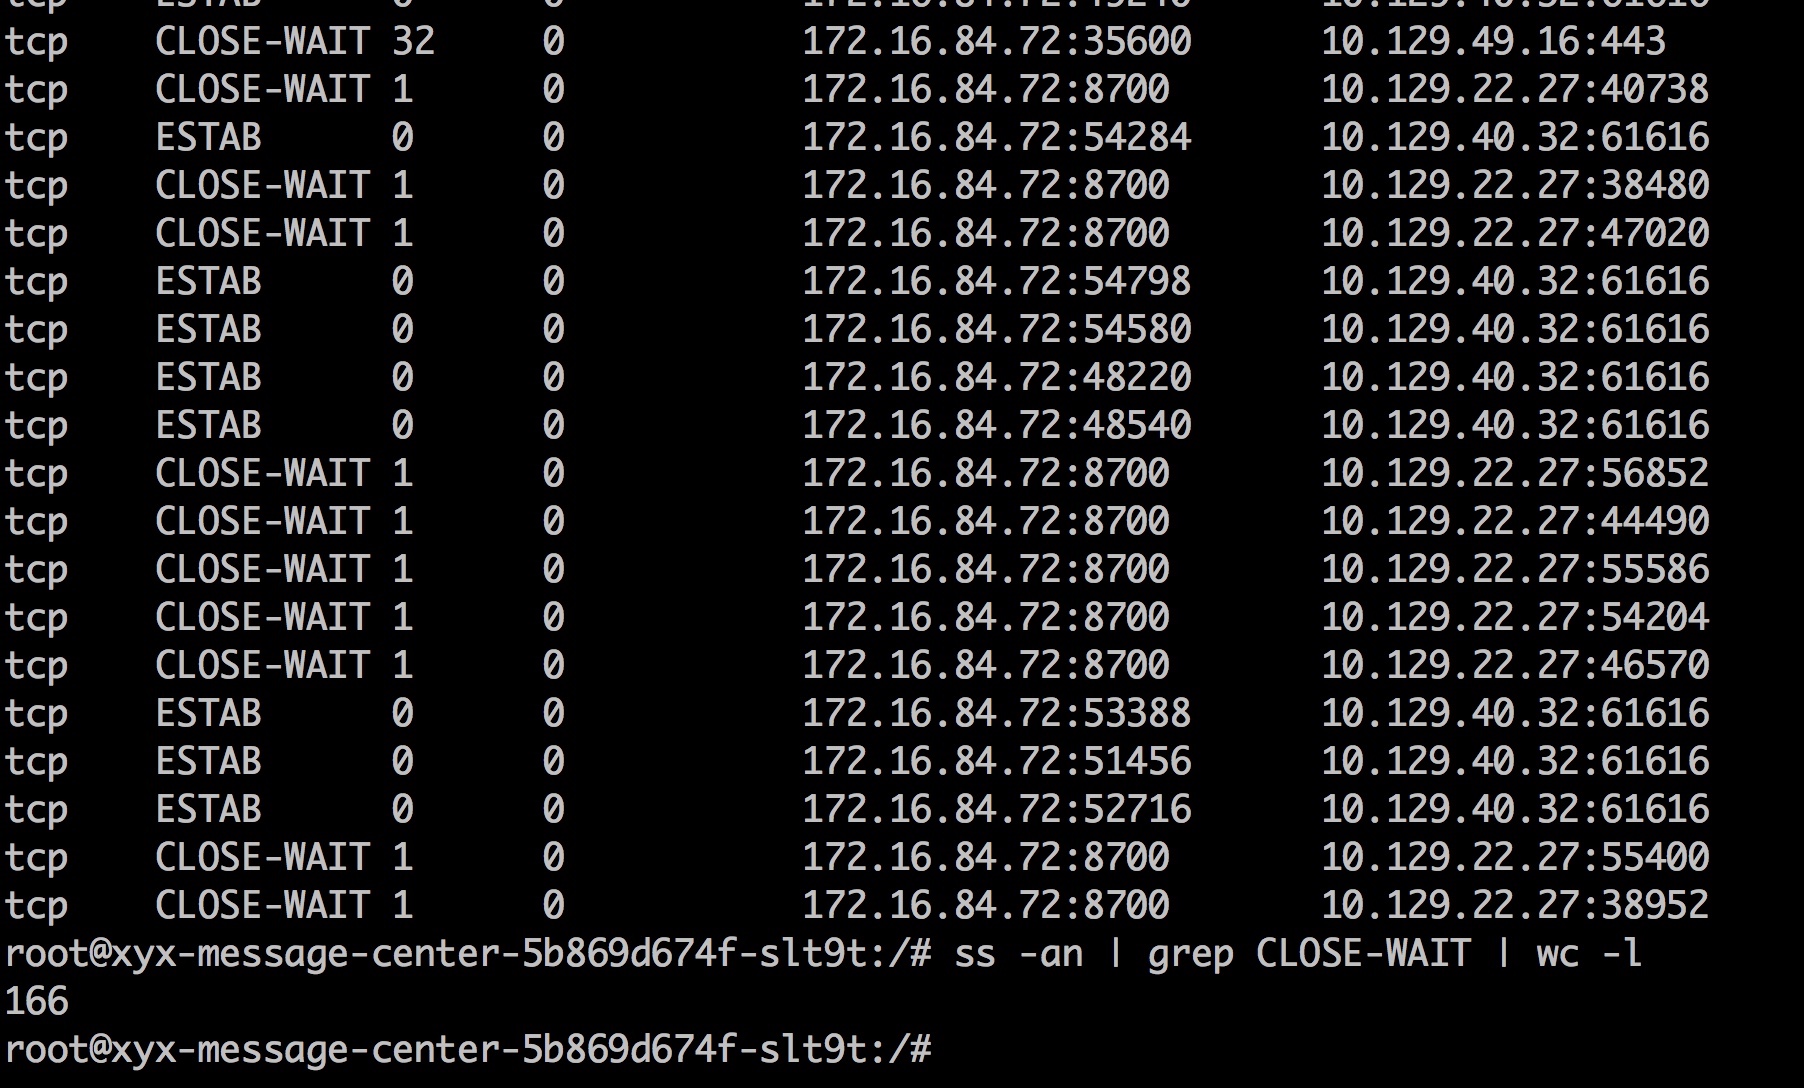 tcp CLOSE-WAIT 32 0 172.16.84.72:35600 10.129.49.16:443
tcp CLOSE-WAIT 1 0 172.16.84.72:8700 10.129.22.27:40738
tcp ESTAB 0 0 172.16.84.72:54284 10.129.40.32:61616
tcp CLOSE-WAIT 1 0 172.16.84.72:8700 10.129.22.27:38480
tcp CLOSE-WAIT 1 0 172.16.84.72:8700 10.129.22.27:47020
tcp ESTAB 0 0 172.16.84.72:54798 10.129.40.32:61616
tcp ESTAB 0 0 172.16.84.72:54580 10.129.40.32:61616
tcp ESTAB 0 0 172.16.84.72:48220 10.129.40.32:61616
tcp ESTAB 0 0 172.16.84.72:48540 10.129.40.32:61616
tcp CLOSE-WAIT 1 0 172.16.84.72:8700 10.129.22.27:56852
tcp CLOSE-WAIT 1 0 172.16.84.72:8700 10.129.22.27:44490
tcp CLOSE-WAIT 1 0 172.16.84.72:8700 10.129.22.27:55586
tcp CLOSE-WAIT 1 0 172.16.84.72:8700 10.129.22.27:54204
tcp CLOSE-WAIT 1 0 172.16.84.72:8700 10.129.22.27:46570
tcp ESTAB 0 0 172.16.84.72:53388 10.129.40.32:61616
tcp ESTAB 0 0 172.16.84.72:51456 10.129.40.32:61616
tcp ESTAB 0 0 172.16.84.72:52716 10.129.40.32:61616
tcp CLOSE-WAIT 1 0 172.16.84.72:8700 10.129.22.27:55400
tcp CLOSE-WAIT 1 0 172.16.84.72:8700 10.129.22.27:38952
root@xyx-message-center-5b869d674f-slt9t:/# ss -an | grep CLOSE-WAIT | wc -l
166
root@xyx-message-center-5b869d674f-slt9t:/#